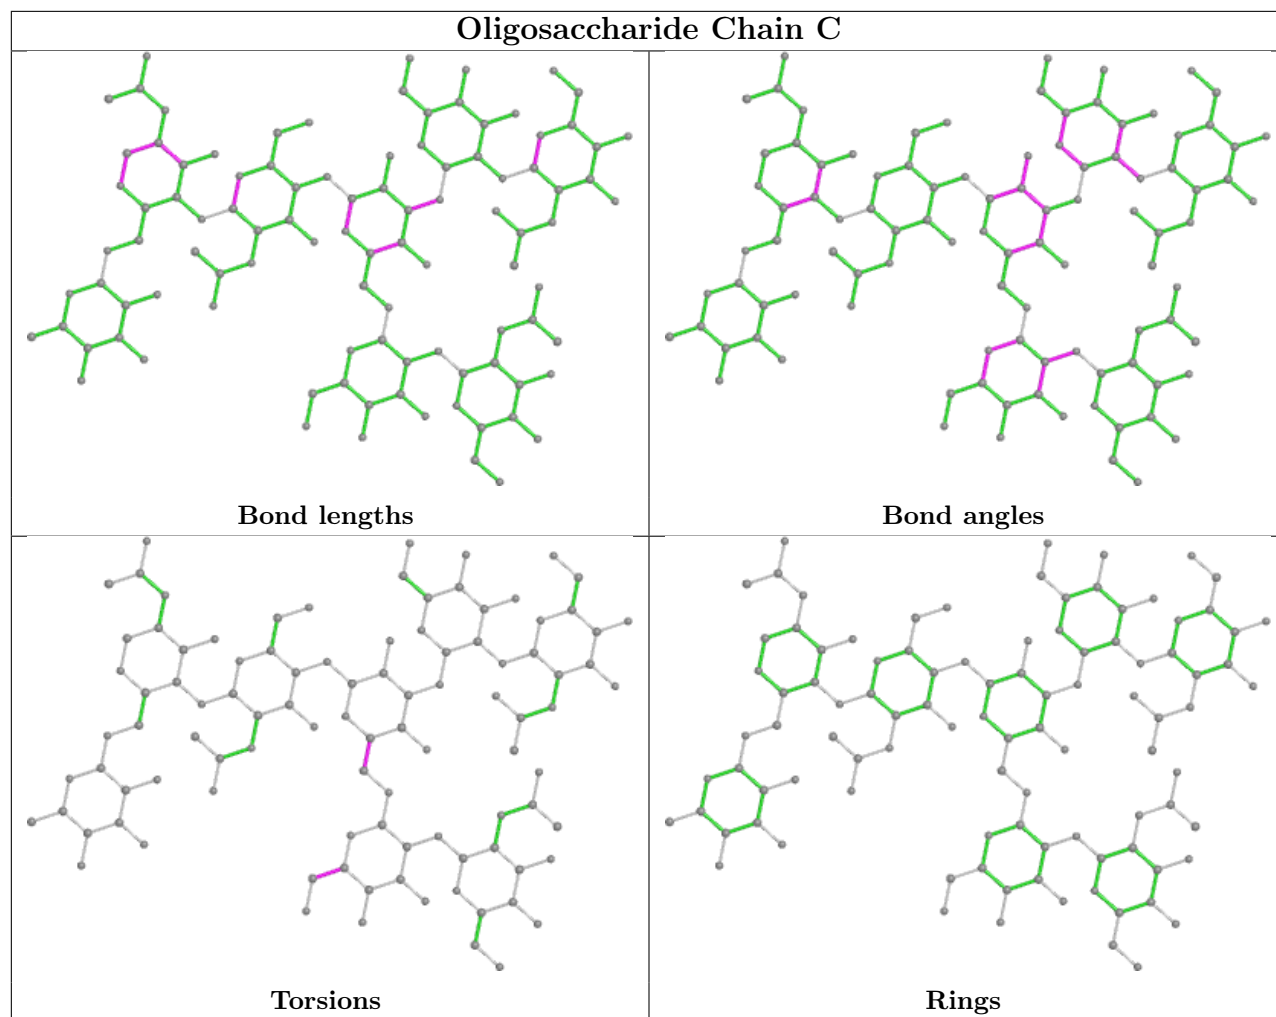 Oligosaccharide Chain C
Bond lengths
Bond angles
Torsions
Rings